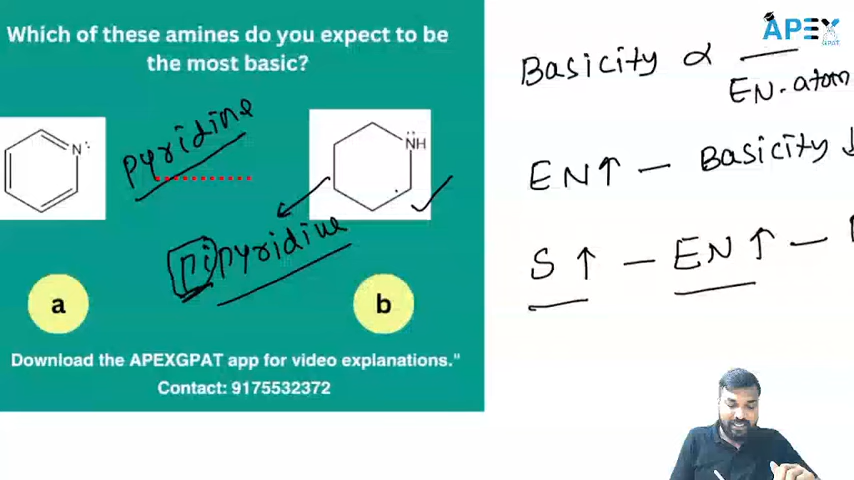 Which of these amines do you expect to be
the most basic?
N:
pyridine
NH
pipyridine
a
b
Download the APEXGPAT app for video explanations."
Contact: 9175532372
APEX
GPAT
Basicity ∝
EN. atom
EN↑ — Basicity ↓
S ↑ — EN ↑ —